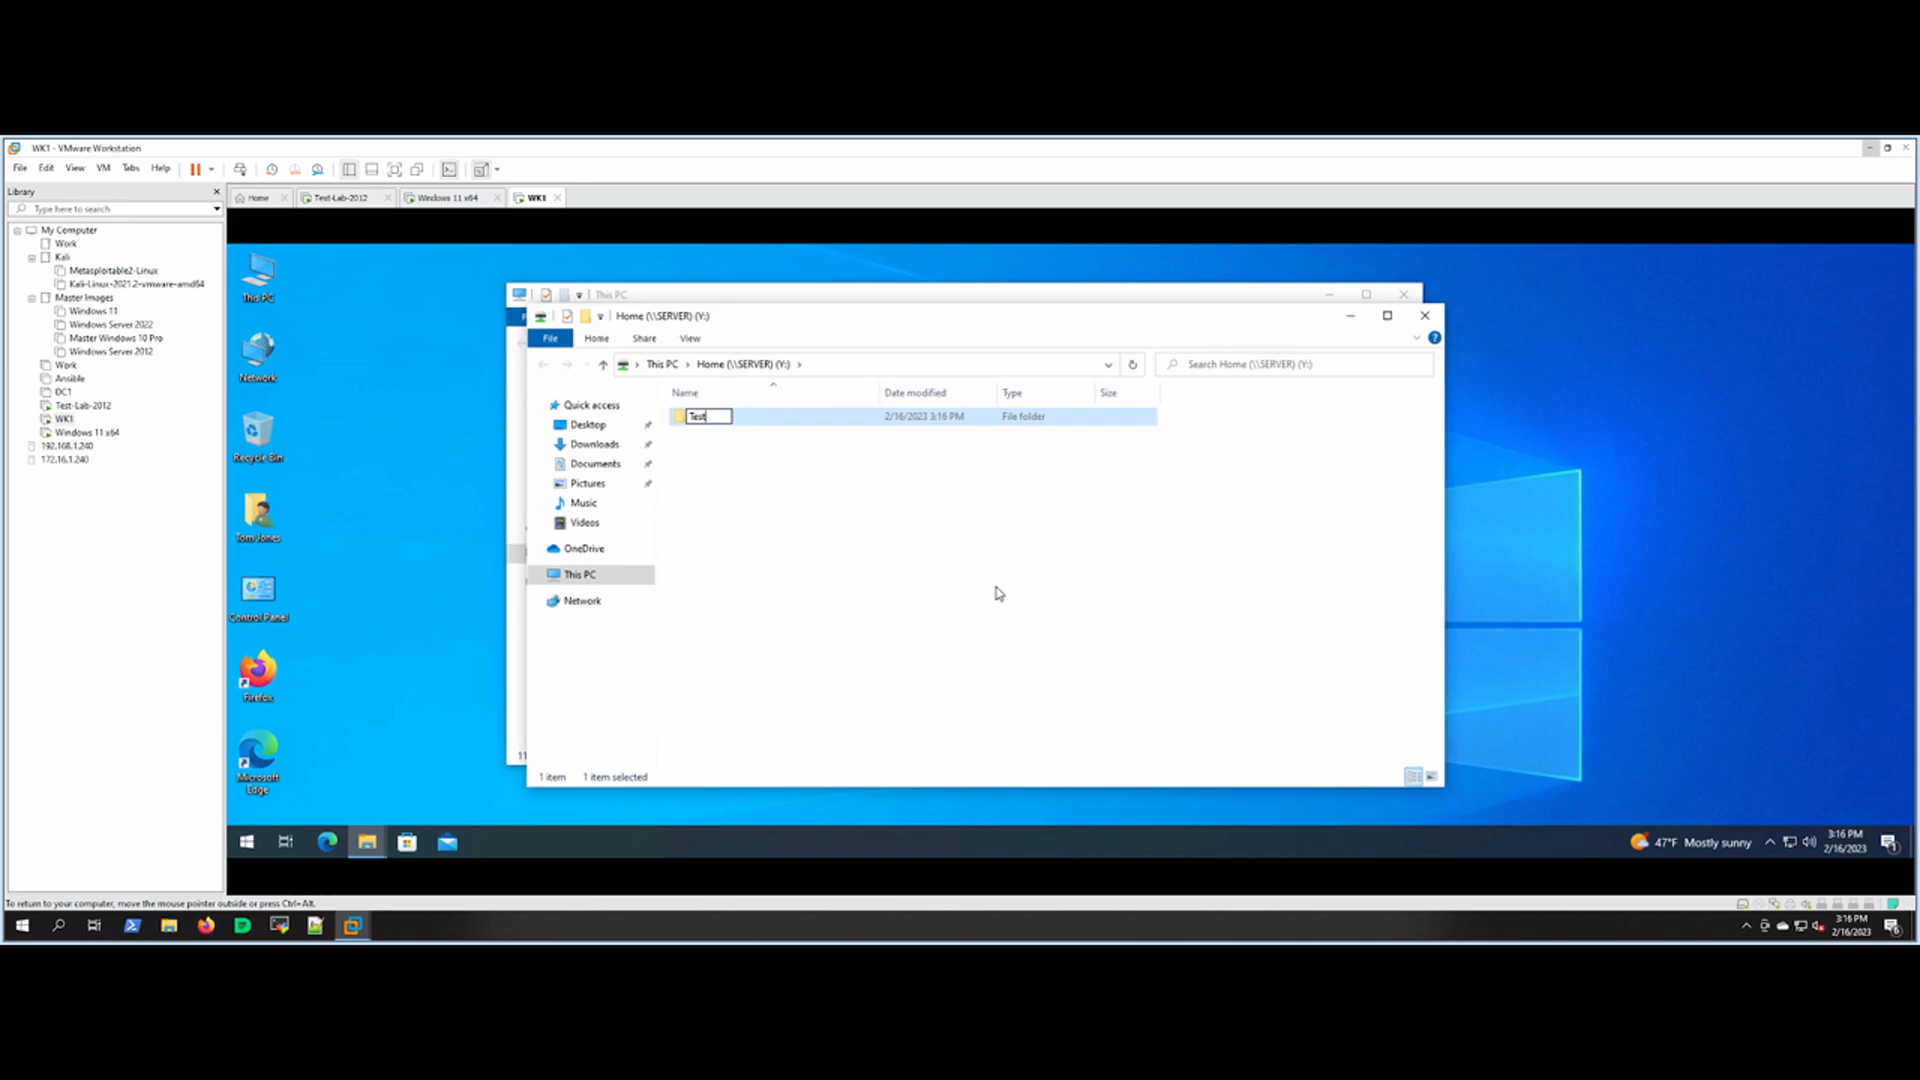 WK1 - VMware Workstation
File Edit View VM Tabs Help
Library
Type here to search
My Computer
Work
Kali
Metasploitable2-Linux
Kali-Linux-2021.2-vmware-amd64
Master Images
Windows 11
Windows Server 2022
Master Windows 10 Pro
Windows Server 2012
Work
Ansible
DC1
Test-Lab-2012
WK1
Windows 11 x64
192.168.1.240
172.16.1.240
Home Test-Lab-2012 Windows 11 x64 WK1
This PC
Network
Recycle Bin
Tom Jones
Control Panel
Firefox
Microsoft
Edge
This PC
Home (\\SERVER) (Y:)
File Home Share View
This PC Home (\\SERVER) (Y:)
Search Home (\\SERVER) (Y:)
Name Date modified Type Size
Test 2/16/2023 3:16 PM File folder
Quick access
Desktop
Downloads
Documents
Pictures
Music
Videos
OneDrive
This PC
Network
11
1 item 1 item selected
47°F Mostly sunny
3:16 PM
2/16/2023
To return to your computer, move the mouse pointer outside or press Ctrl+Alt.
3:16 PM
2/16/2023